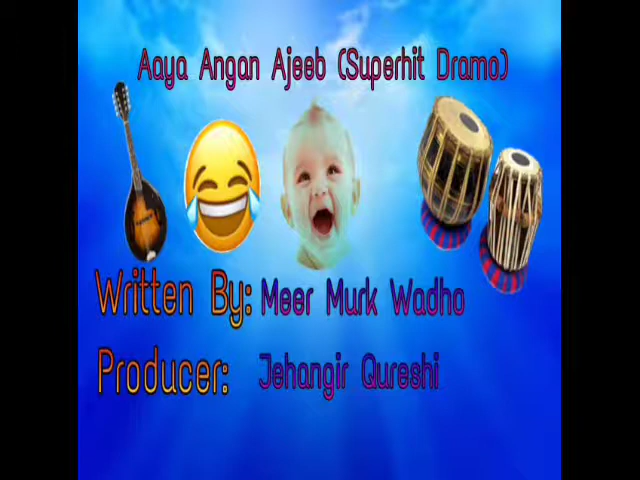 Aaya Angan Ajeeb (Superhit Drama)
Written By: Meer Murk Wadho
Producer: Jehangir Qureshi